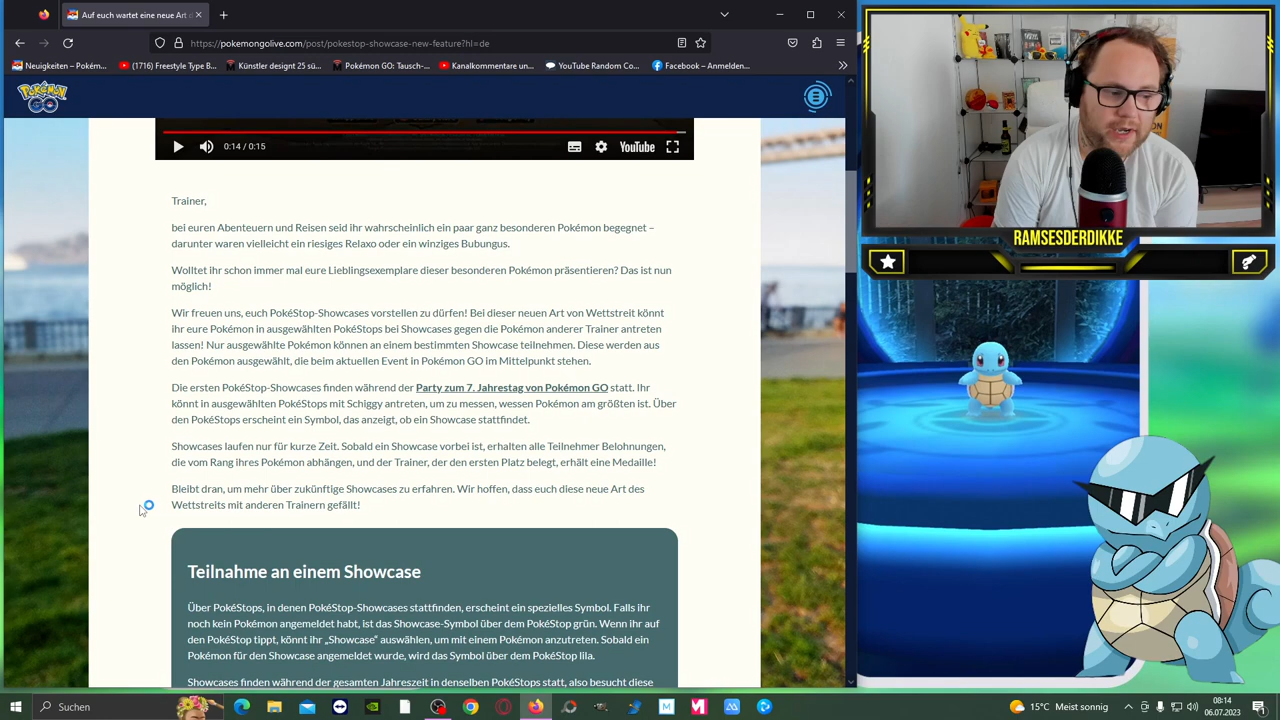 Auf euch wartet eine neue Art d
https://pokemongolive.com/post/pokestop-showcase-new-feature?hl=de
Neuigkeiten – Pokém...
(1716) Freestyle Type B...
Künstler designt 25 sü...
Pokémon GO: Tausch-...
Kanalkommentare un...
YouTube Random Co...
Facebook – Anmelden...
POKÉMON GO
0:14 / 0:15
YouTube
Trainer,
bei euren Abenteuern und Reisen seid ihr wahrscheinlich ein paar ganz besonderen Pokémon begegnet –
darunter waren vielleicht ein riesiges Relaxo oder ein winziges Bubungus.
Wolltet ihr schon immer mal eure Lieblingsexemplare dieser besonderen Pokémon präsentieren? Das ist nun
möglich!
Wir freuen uns, euch PokéStop-Showcases vorstellen zu dürfen! Bei dieser neuen Art von Wettstreit könnt
ihr eure Pokémon in ausgewählten PokéStops bei Showcases gegen die Pokémon anderer Trainer antreten
lassen! Nur ausgewählte Pokémon können an einem bestimmten Showcase teilnehmen. Diese werden aus
den Pokémon ausgewählt, die beim aktuellen Event in Pokémon GO im Mittelpunkt stehen.
Die ersten PokéStop-Showcases finden während der Party zum 7. Jahrestag von Pokémon GO statt. Ihr
könnt in ausgewählten PokéStops mit Schiggy antreten, um zu messen, wessen Pokémon am größten ist. Über
den PokéStops erscheint ein Symbol, das anzeigt, ob ein Showcase stattfindet.
Showcases laufen nur für kurze Zeit. Sobald ein Showcase vorbei ist, erhalten alle Teilnehmer Belohnungen,
die vom Rang ihres Pokémon abhängen, und der Trainer, der den ersten Platz belegt, erhält eine Medaille!
Bleibt dran, um mehr über zukünftige Showcases zu erfahren. Wir hoffen, dass euch diese neue Art des
Wettstreits mit anderen Trainern gefällt!
Teilnahme an einem Showcase
Über PokéStops, in denen PokéStop-Showcases stattfinden, erscheint ein spezielles Symbol. Falls ihr
noch kein Pokémon angemeldet habt, ist das Showcase-Symbol über dem PokéStop grün. Wenn ihr auf
den PokéStop tippt, könnt ihr „Showcase“ auswählen, um mit einem Pokémon anzutreten. Sobald ein
Pokémon für den Showcase angemeldet wurde, wird das Symbol über dem PokéStop lila.
Showcases finden während der gesamten Jahreszeit in denselben PokéStops statt, also besucht diese
RAMSESDERDIKKE
Suchen
15°C Meist sonnig
08:14
06.07.2023